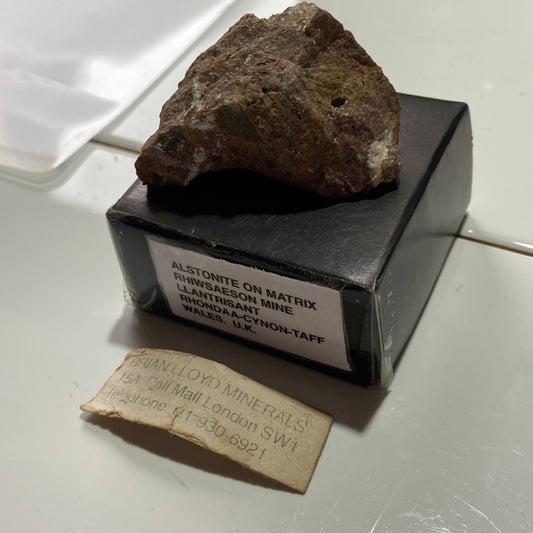 ALSTONITE ON MATRIX
RHIWSAESON MINE
LLANTRISANT
RHONDAA-CYNON-TAFF
WALES. U.K.
BRIAN LLOYD MINERALS
15A Pall Mall London SW1
Telephone 01-930-6921